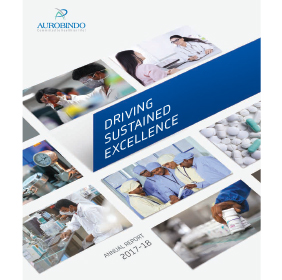 AUROBINDO
DRIVING
SUSTAINED
EXCELLENCE
ANNUAL REPORT
2017-18